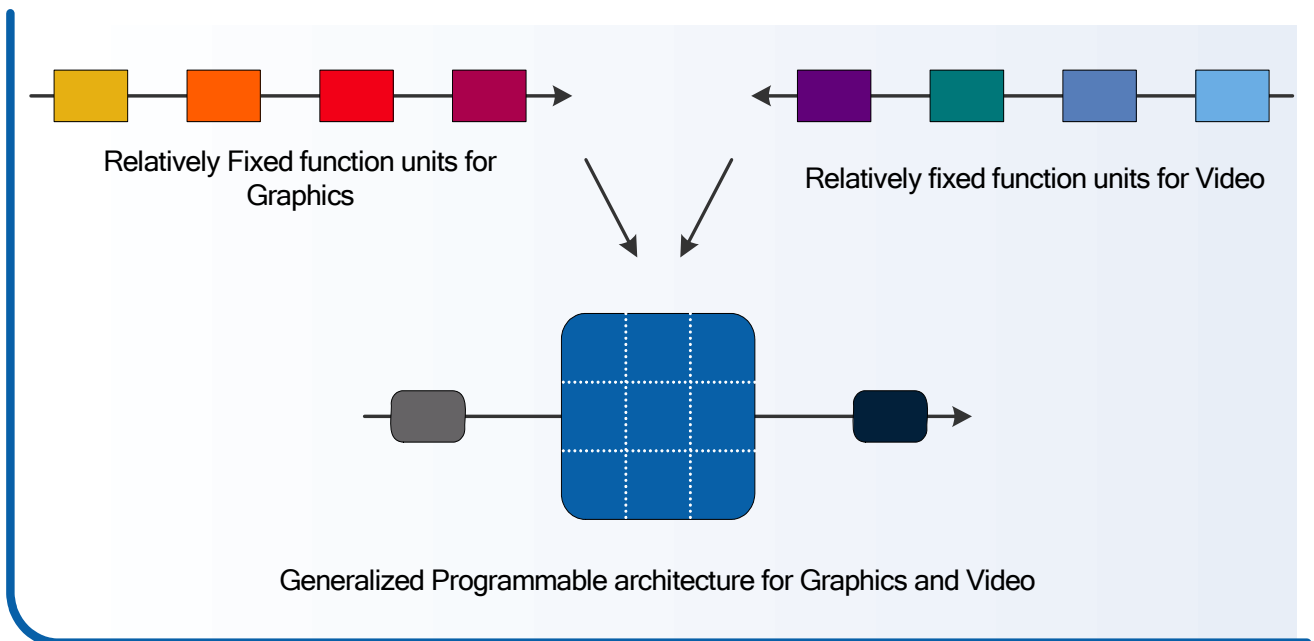 Relatively Fixed function units for
Graphics
Relatively fixed function units for Video
Generalized Programmable architecture for Graphics and Video